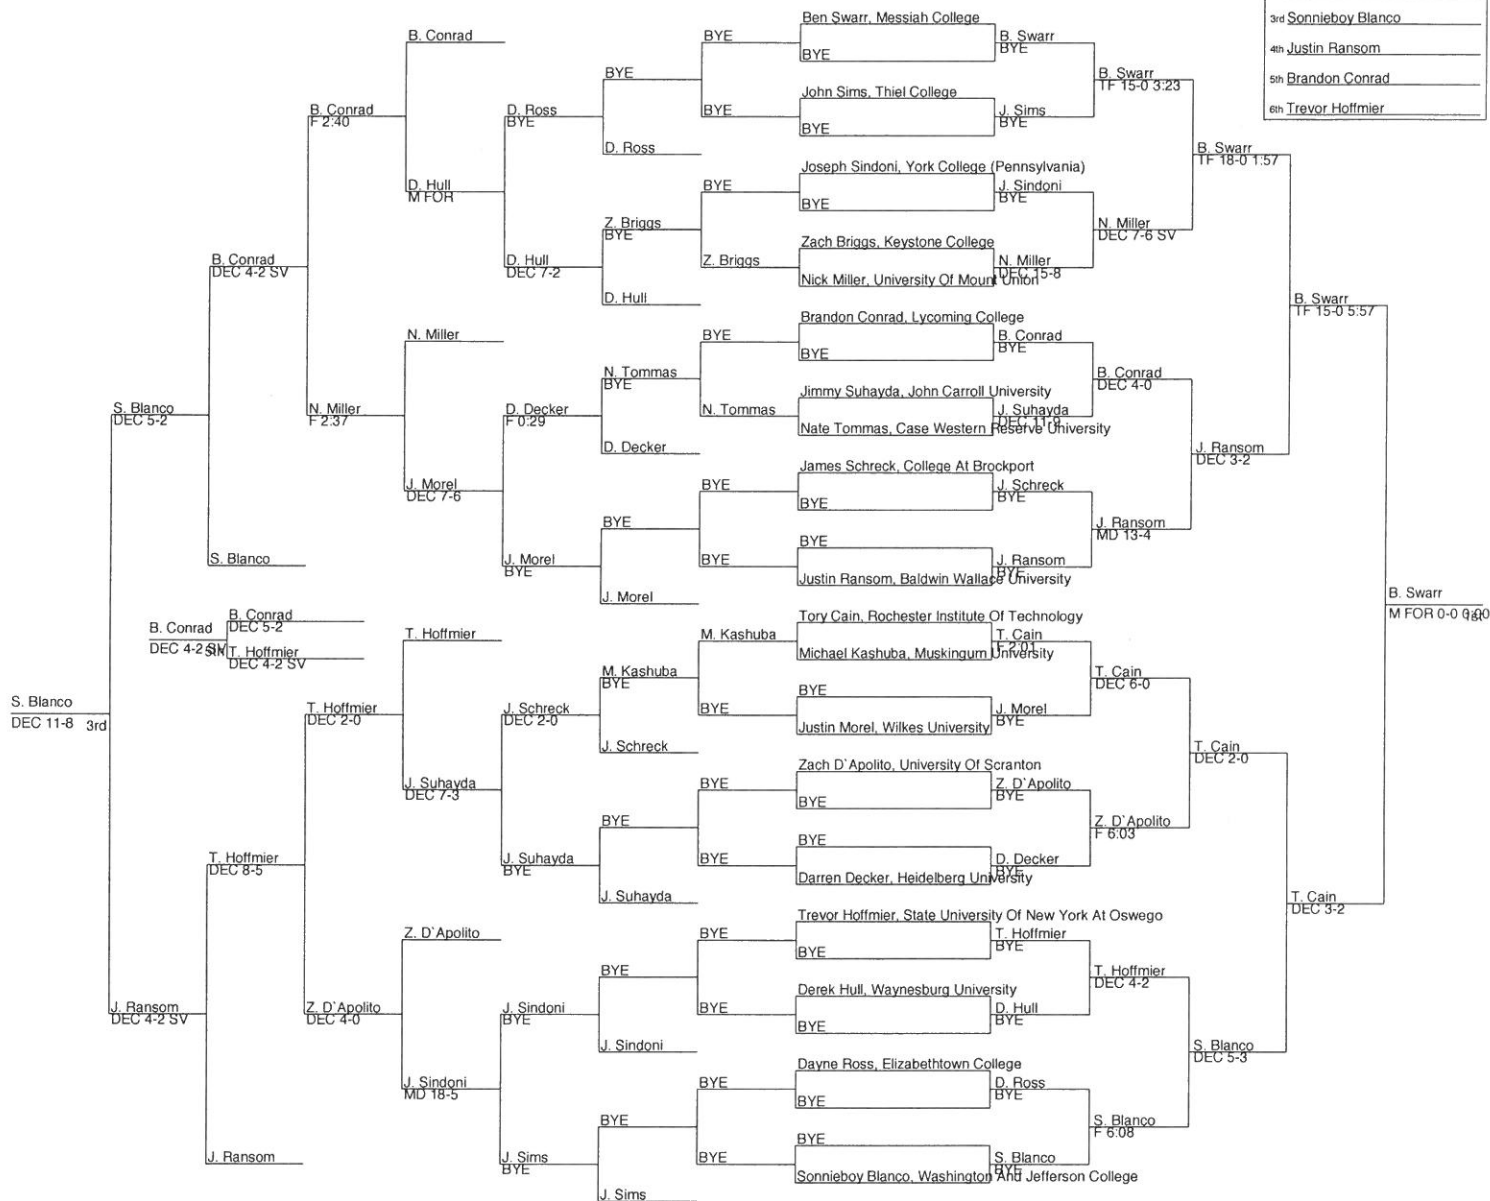 3rd Sonnieboy Blanco
4th Justin Ransom
5th Brandon Conrad
6th Trevor Hoffmier
Ben Swarr, Messiah College
BYE
John Sims, Thiel College
BYE
Joseph Sindoni, York College (Pennsylvania)
BYE
Zach Briggs, Keystone College
Nick Miller, University Of Mount Union
Brandon Conrad, Lycoming College
BYE
Jimmy Suhayda, John Carroll University
Nate Tommas, Case Western Reserve University
James Schreck, College At Brockport
BYE
BYE
Justin Ransom, Baldwin Wallace University
Tory Cain, Rochester Institute Of Technology
Michael Kashuba, Muskingum University
BYE
Justin Morel, Wilkes University
Zach D`Apolito, University Of Scranton
BYE
BYE
Darren Decker, Heidelberg University
Trevor Hoffmier, State University Of New York At Oswego
BYE
Derek Hull, Waynesburg University
BYE
Dayne Ross, Elizabethtown College
BYE
BYE
Sonnieboy Blanco, Washington And Jefferson College
B. Swarr
BYE
J. Sims
BYE
J. Sindoni
BYE
N. Miller
DEC 15-8
B. Conrad
BYE
J. Suhayda
DEC 11-9
J. Schreck
BYE
J. Ransom
BYE
T. Cain
F 2:01
J. Morel
BYE
Z. D`Apolito
BYE
D. Decker
BYE
T. Hoffmier
BYE
D. Hull
BYE
D. Ross
BYE
S. Blanco
BYE
B. Swarr
TF 15-0 3:23
N. Miller
DEC 7-6 SV
B. Conrad
DEC 4-0
J. Ransom
MD 13-4
T. Cain
DEC 6-0
Z. D`Apolito
F 6:03
T. Hoffmier
DEC 4-2
S. Blanco
F 6:08
B. Swarr
TF 18-0 1:57
J. Ransom
DEC 3-2
T. Cain
DEC 2-0
S. Blanco
DEC 5-3
B. Swarr
TF 15-0 5:57
T. Cain
DEC 3-2
B. Swarr
M FOR 0-0 0:00
1st
BYE
BYE
BYE
Z. Briggs
BYE
N. Tommas
BYE
BYE
M. Kashuba
BYE
BYE
BYE
BYE
BYE
BYE
BYE
BYE
D. Ross
Z. Briggs
BYE
D. Hull
N. Tommas
BYE
D. Decker
BYE
J. Morel
M. Kashuba
BYE
J. Schreck
BYE
J. Suhayda
BYE
J. Sindoni
BYE
J. Sims
D. Ross
BYE
D. Hull
DEC 7-2
D. Decker
F 0:29
J. Morel
BYE
J. Schreck
DEC 2-0
J. Suhayda
BYE
J. Sindoni
BYE
J. Sims
BYE
B. Conrad
D. Hull
M FOR
N. Miller
J. Morel
DEC 7-6
T. Hoffmier
J. Suhayda
DEC 7-3
Z. D`Apolito
J. Sindoni
MD 18-5
B. Conrad
F 2:40
N. Miller
F 2:37
T. Hoffmier
DEC 2-0
Z. D`Apolito
DEC 4-0
B. Conrad
DEC 4-2 SV
S. Blanco
B. Conrad
DEC 5-2
T. Hoffmier
DEC 4-2 SV
B. Conrad
DEC 4-2 SV
5th
T. Hoffmier
DEC 8-5
J. Ransom
S. Blanco
DEC 5-2
J. Ransom
DEC 4-2 SV
S. Blanco
DEC 11-8
3rd